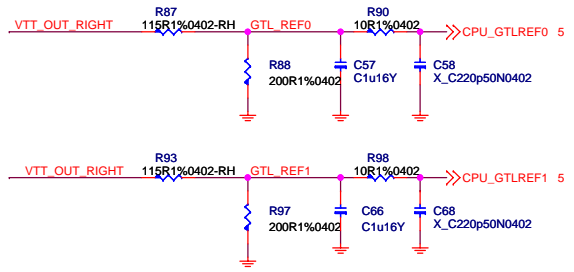 R87
R90
VTT_OUT_RIGHT
115R1%0402-RH
GTL_REF0
10R1%0402
CPU_GTLREF0 5
R88
200R1%0402
C57
C1u16Y
C58
X_C220p50N0402
R93
R98
VTT_OUT_RIGHT
115R1%0402-RH
GTL_REF1
10R1%0402
CPU_GTLREF1 5
R97
200R1%0402
C66
C1u16Y
C68
X_C220p50N0402